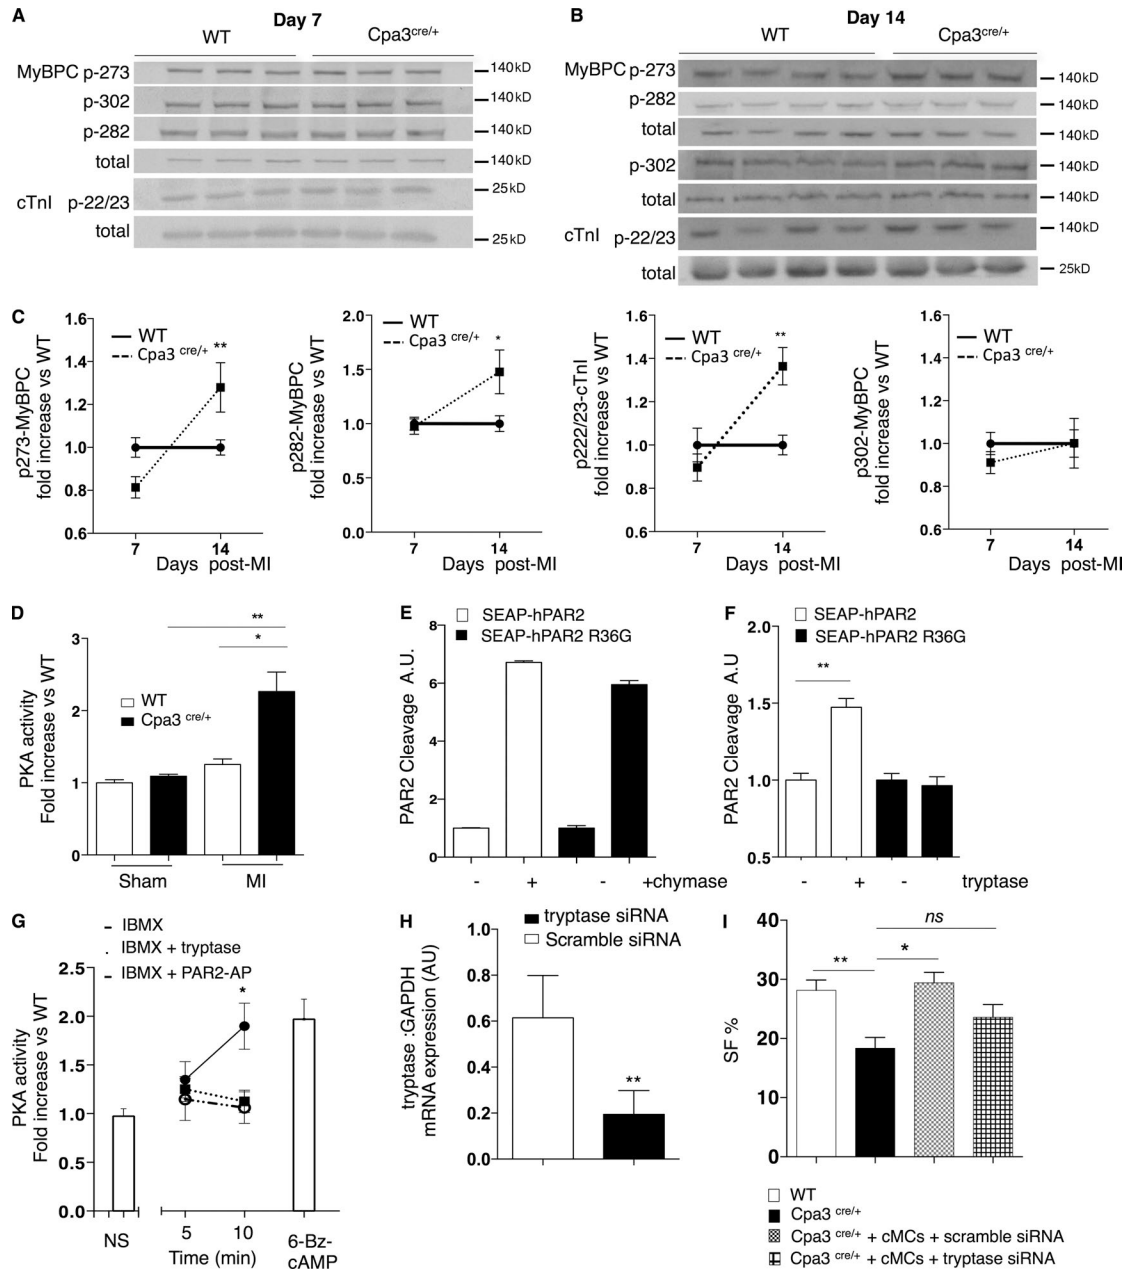 A
Day 7
WT
Cpa3cre/+
MyBPC p-273
140kD
p-302
140kD
p-282
140kD
total
140kD
25kD
cTnI p-22/23
total
25kD
B
Day 14
WT
Cpa3cre/+
MyBPC p-273
140kD
p-282
140kD
total
140kD
p-302
140kD
total
140kD
cTnI p-22/23
140kD
total
25kD
C
p273-MyBPC
fold increase vs WT
1.6
1.4
1.2
1.0
0.8
0.6
WT
Cpa3 cre/+
**
7
14
Days post-MI
p282-MyBPC
fold increase vs WT
2.0
1.5
1.0
0.5
0.0
WT
Cpa3 cre/+
*
7
14
Days post-MI
p222/23-cTnI
fold increase vs WT
1.6
1.4
1.2
1.0
0.8
0.6
WT
Cpa3 cre/+
**
7
14
Days post-MI
p302-MyBPC
fold increase vs WT
1.6
1.4
1.2
1.0
0.8
0.6
WT
Cpa3 cre/+
7
14
Days post-MI
D
PKA activity
Fold increase vs WT
3
2
1
0
WT
Cpa3 cre/+
**
*
Sham
MI
E
SEAP-hPAR2
SEAP-hPAR2 R36G
PAR2 Cleavage A.U.
8
6
4
2
0
- + - +chymase
F
SEAP-hPAR2
SEAP-hPAR2 R36G
PAR2 Cleavage A.U
2.0
1.5
1.0
0.5
**
- + - tryptase
G
IBMX
IBMX + tryptase
IBMX + PAR2-AP
PKA activity
Fold increase vs WT
2.5
2.0
1.5
1.0
0.5
0.0
*
NS
5
10
Time (min)
6-Bz-
cAMP
H
tryptase siRNA
Scramble siRNA
tryptase :GAPDH
mRNA expression (AU)
1.0
0.8
0.6
0.4
0.2
0.0
**
I
SF %
40
30
20
10
0
**
*
ns
WT
Cpa3 cre/+
Cpa3 cre/+ + cMCs + scramble siRNA
Cpa3 cre/+ + cMCs + tryptase siRNA